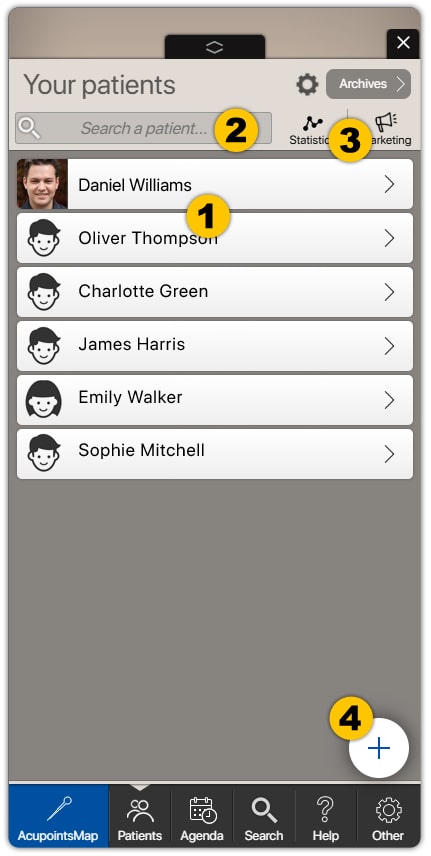 Your patients
Archives
Search a patient...
2
Statistic
3
arketing
Daniel Williams
1
Oliver Thompson
Charlotte Green
James Harris
Emily Walker
Sophie Mitchell
4
AcupointsMap
Patients
Agenda
Search
Help
Other